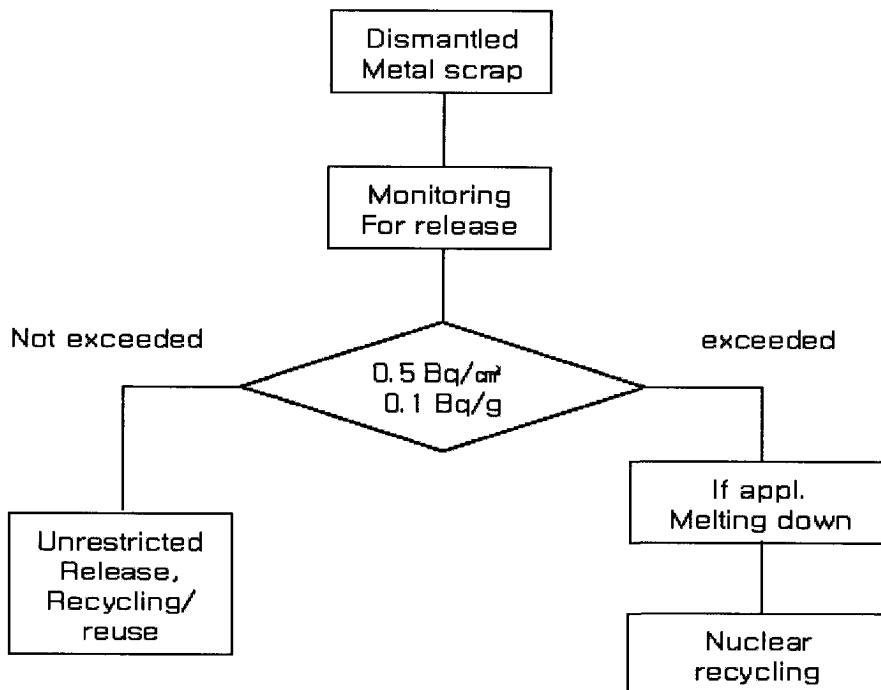 Dismantled
Metal scrap
Monitoring
For release
Not exceeded
exceeded
0.5 Bq/㎠
0.1 Bq/g
If appl.
Melting down
Unrestricted
Release,
Recycling/
reuse
Nuclear
recycling